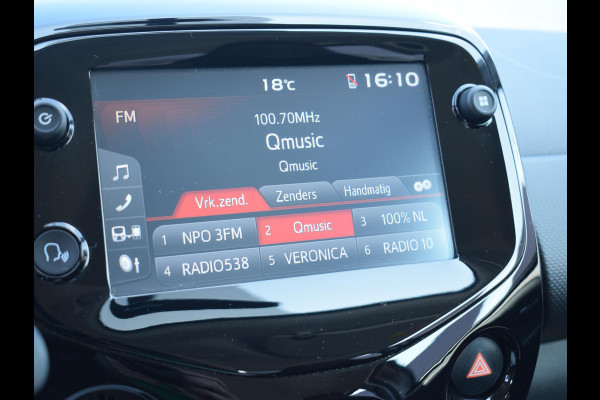 18°C 16:10
FM 100.70MHz
Qmusic
Qmusic
Vrk.zend. Zenders Handmatig
1 NPO 3FM 2 Qmusic 3 100% NL
4 RADIO538 5 VERONICA 6 RADIO 10